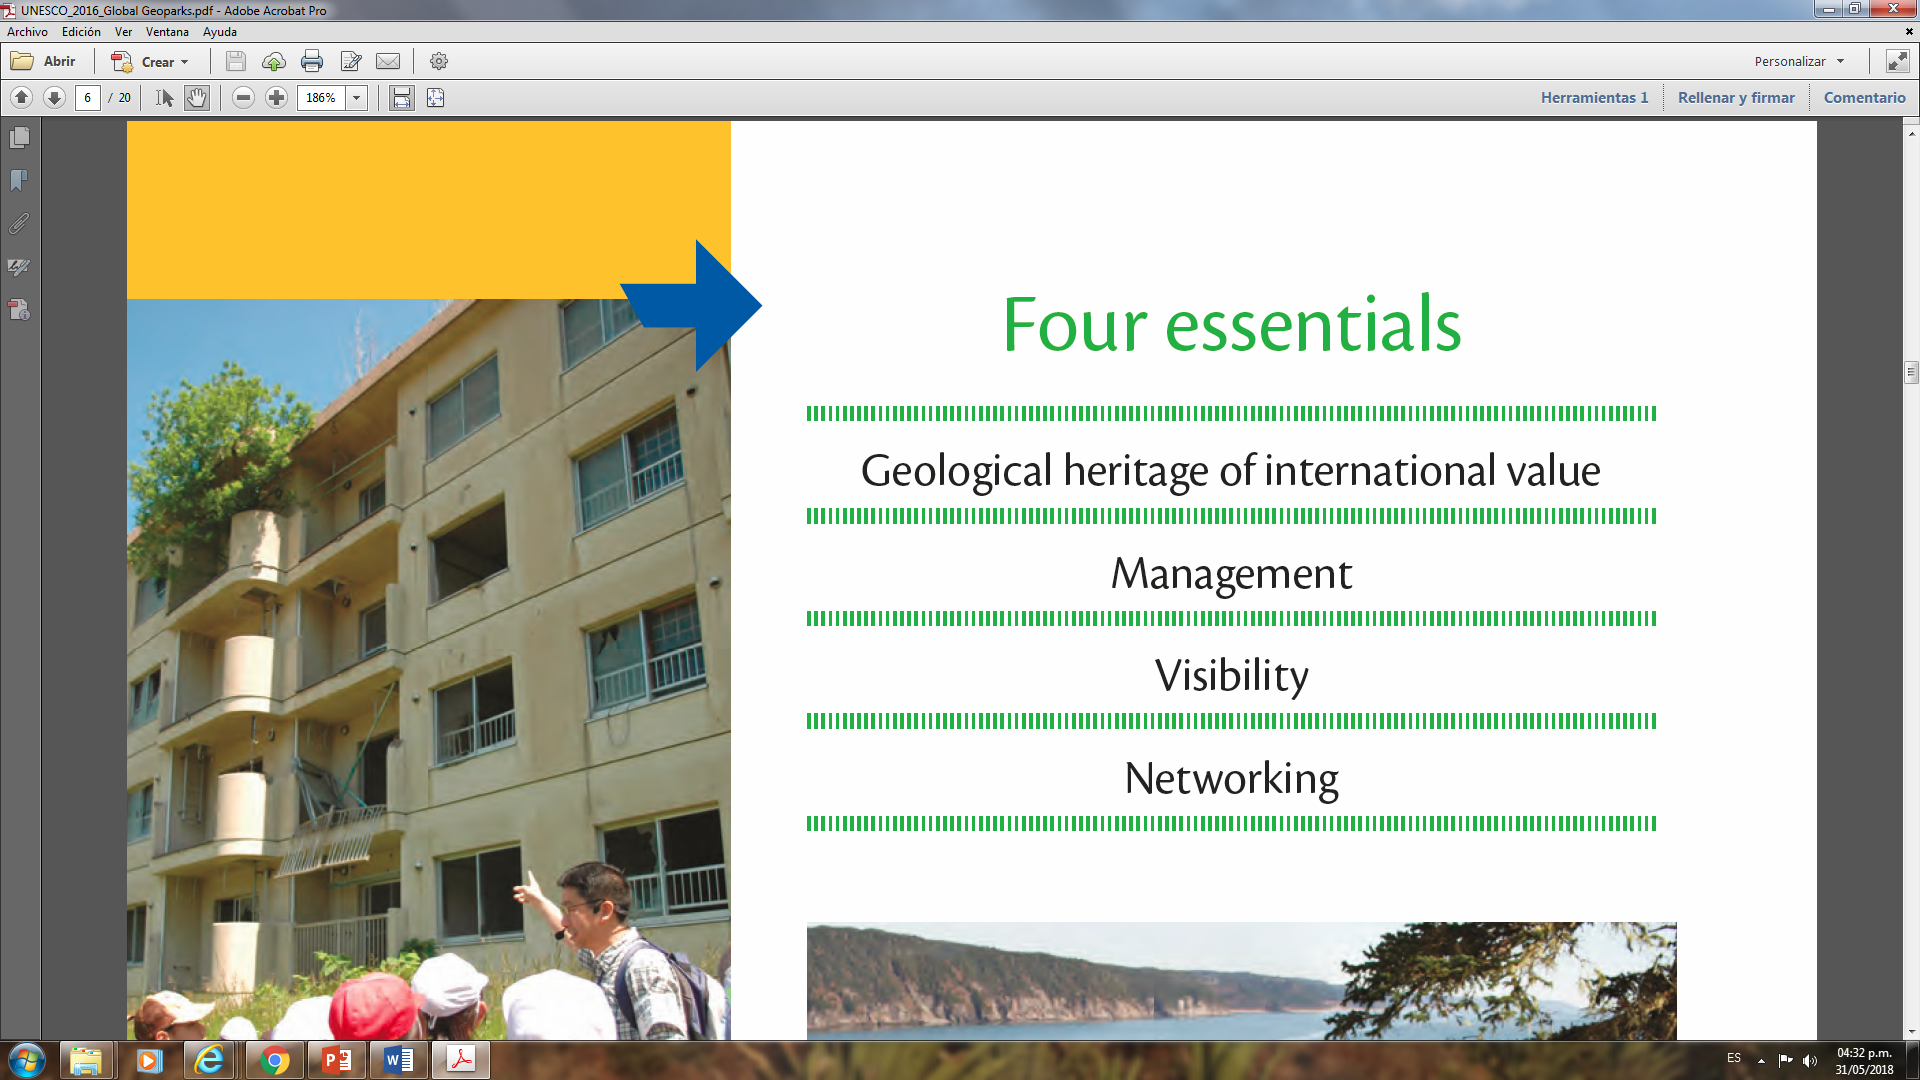 UNESCO_2016_Global Geoparks.pdf - Adobe Acrobat Pro
Archivo Edición Ver Ventana Ayuda
Abrir Crear Personalizar
6 / 20 186% Herramientas 1 Rellenar y firmar Comentario
Four essentials
Geological heritage of international value
Management
Visibility
Networking
ES 04:32 p.m.
31/05/2018